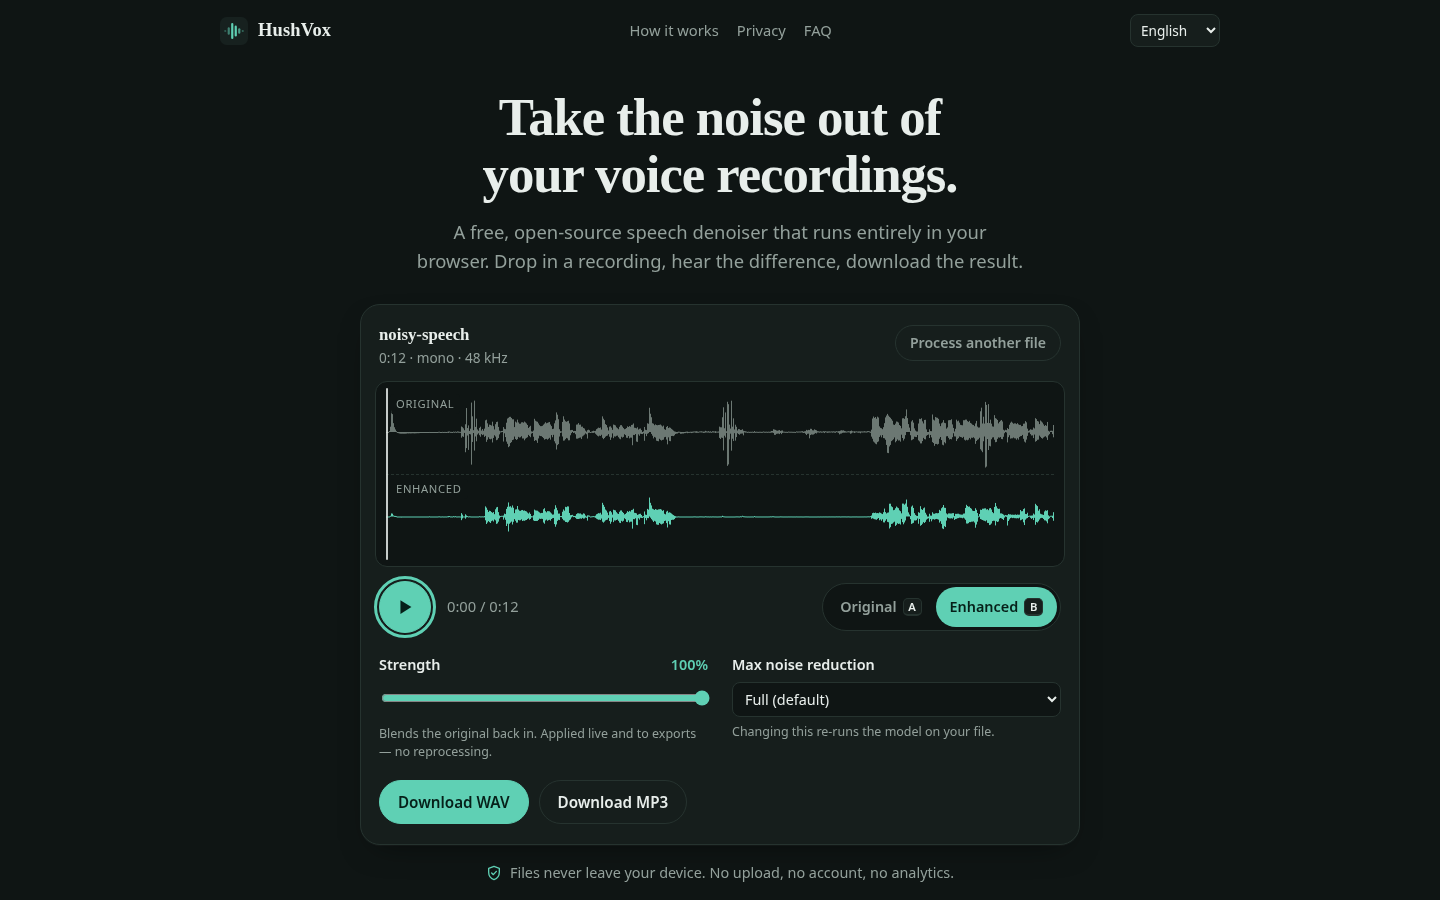 HushVox
How it works Privacy FAQ
English
Take the noise out of
your voice recordings.
A free, open-source speech denoiser that runs entirely in your
browser. Drop in a recording, hear the difference, download the result.
noisy-speech
0:12 · mono · 48 kHz
Process another file
ORIGINAL
ENHANCED
0:00 / 0:12
Original A
Enhanced B
Strength 100%
Blends the original back in. Applied live and to exports
— no reprocessing.
Max noise reduction
Full (default)
Changing this re-runs the model on your file.
Download WAV
Download MP3
Files never leave your device. No upload, no account, no analytics.